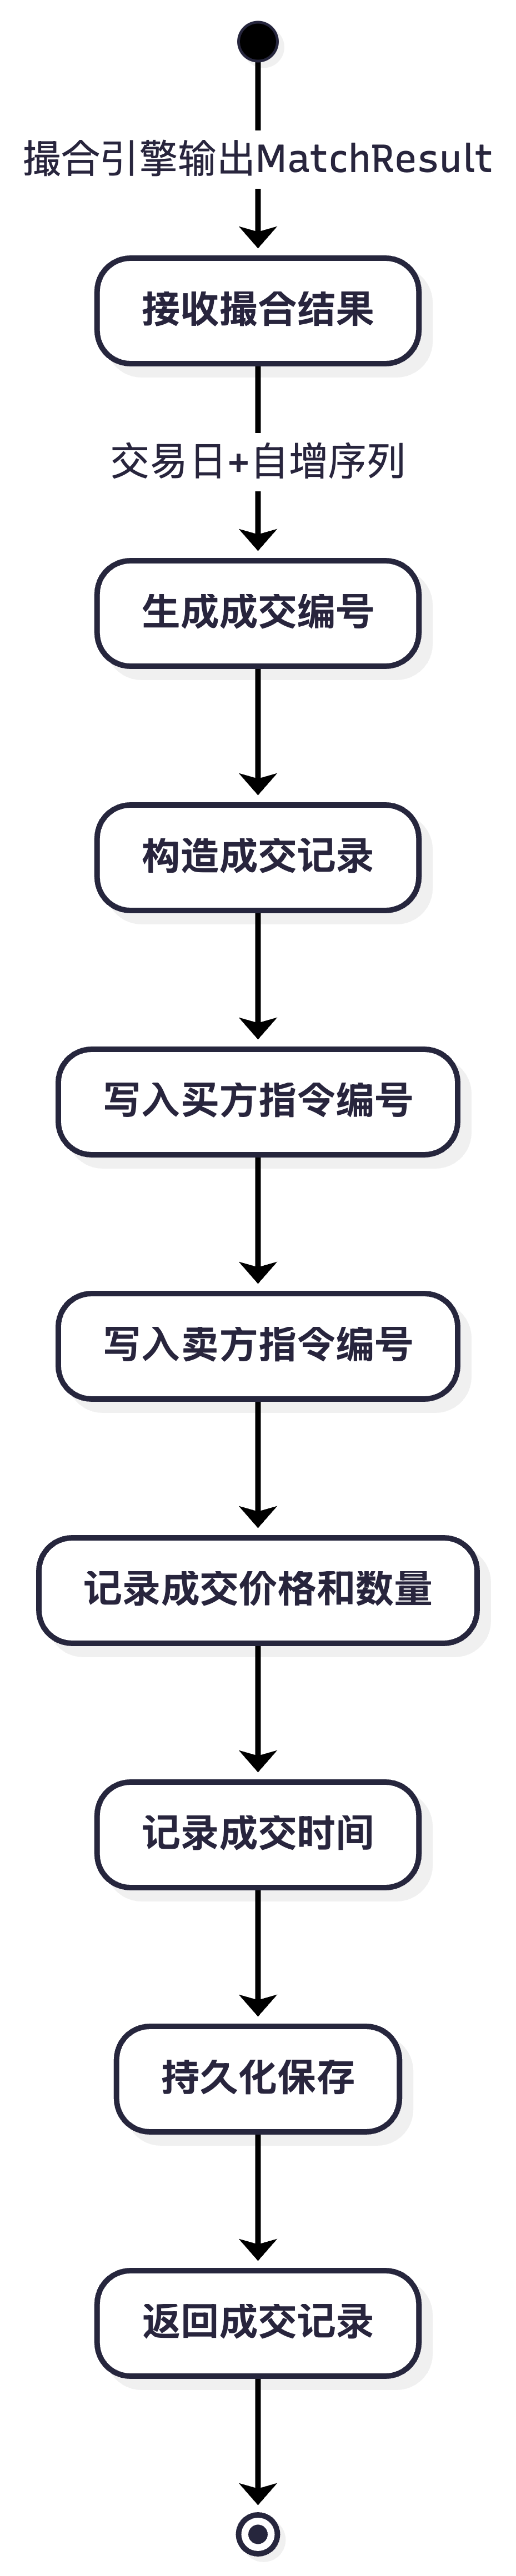 撮合引擎输出MatchResult
接收撮合结果
交易日+自增序列
生成成交编号
构造成交记录
写入买方指令编号
写入卖方指令编号
记录成交价格和数量
记录成交时间
持久化保存
返回成交记录